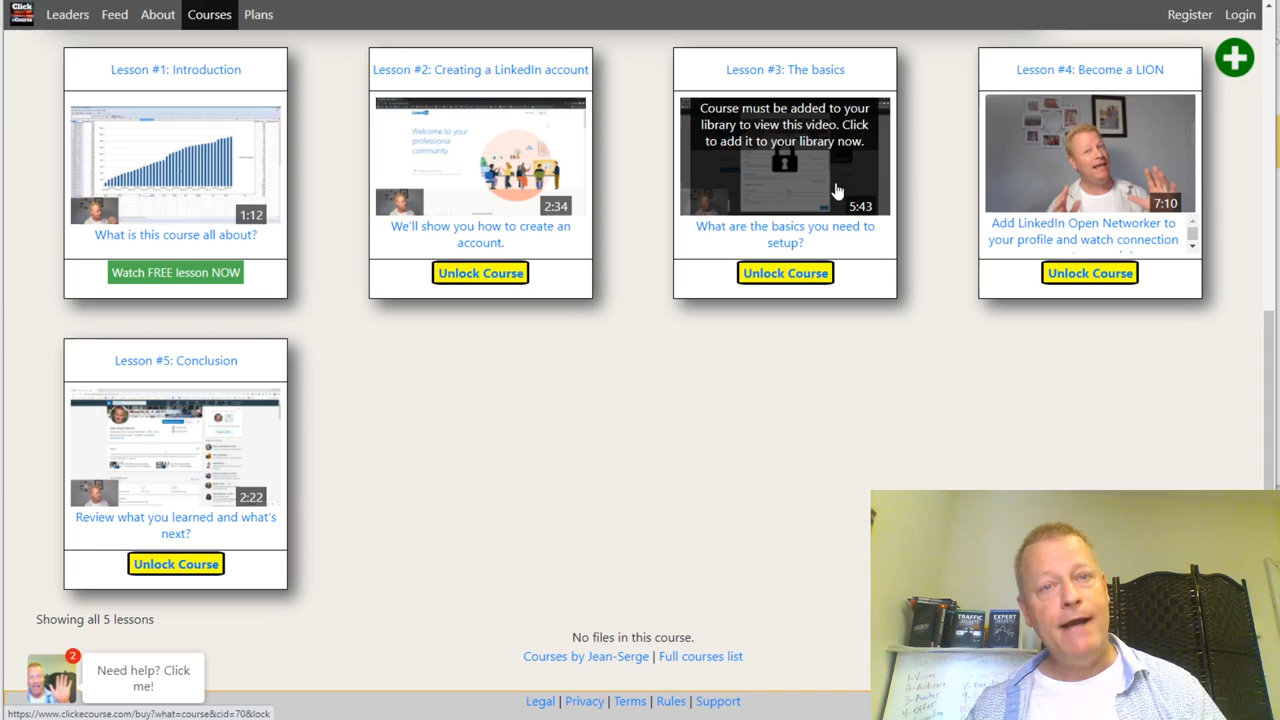 Click
eCourse
Leaders Feed About Courses Plans
Register Login
Lesson #1: Introduction
1:12
What is this course all about?
Watch FREE lesson NOW
Lesson #2: Creating a LinkedIn account
Welcome to your
professional
community
2:34
We'll show you how to create an
account.
Unlock Course
Lesson #3: The basics
Course must be added to your
library to view this video. Click
to add it to your library now.
5:43
What are the basics you need to
setup?
Unlock Course
Lesson #4: Become a LION
7:10
Add LinkedIn Open Networker to
your profile and watch connection
Unlock Course
Lesson #5: Conclusion
2:22
Review what you learned and what's
next?
Unlock Course
Showing all 5 lessons
No files in this course.
Courses by Jean-Serge | Full courses list
2
Need help? Click
me!
TRAFFIC
SECRETS
EXPERT
SECRETS
Legal | Privacy | Terms | Rules | Support
https://www.clickecourse.com/buy?what=course&cid=70&lock